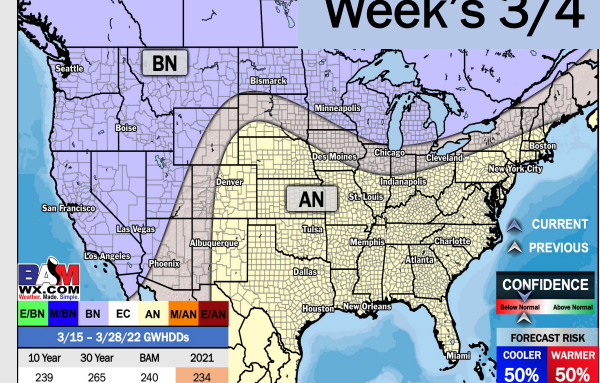 Week's 3/4
BN
Seattle
Bismarck
Minneapolis
Boise
Boston
Des Moines
Chicago
Cleveland
New York City
Denver
Indianapolis
AN
St. Louis
San Francisco
Las Vegas
Tulsa
Memphis
Charlotte
Albuquerque
Los Angeles
Phoenix
Atlanta
Dallas
Houston
New Orleans
Miami
CURRENT
PREVIOUS
CONFIDENCE
Below Normal Above Normal
FORECAST RISK
COOLER WARMER
50% 50%
BAM
WX.COM
Weather. Made. Simple.
E/BN M/BN BN EC AN M/AN E/AN
3/15 – 3/28/22 GWHDDs
10 Year 30 Year BAM 2021
239 265 240 234